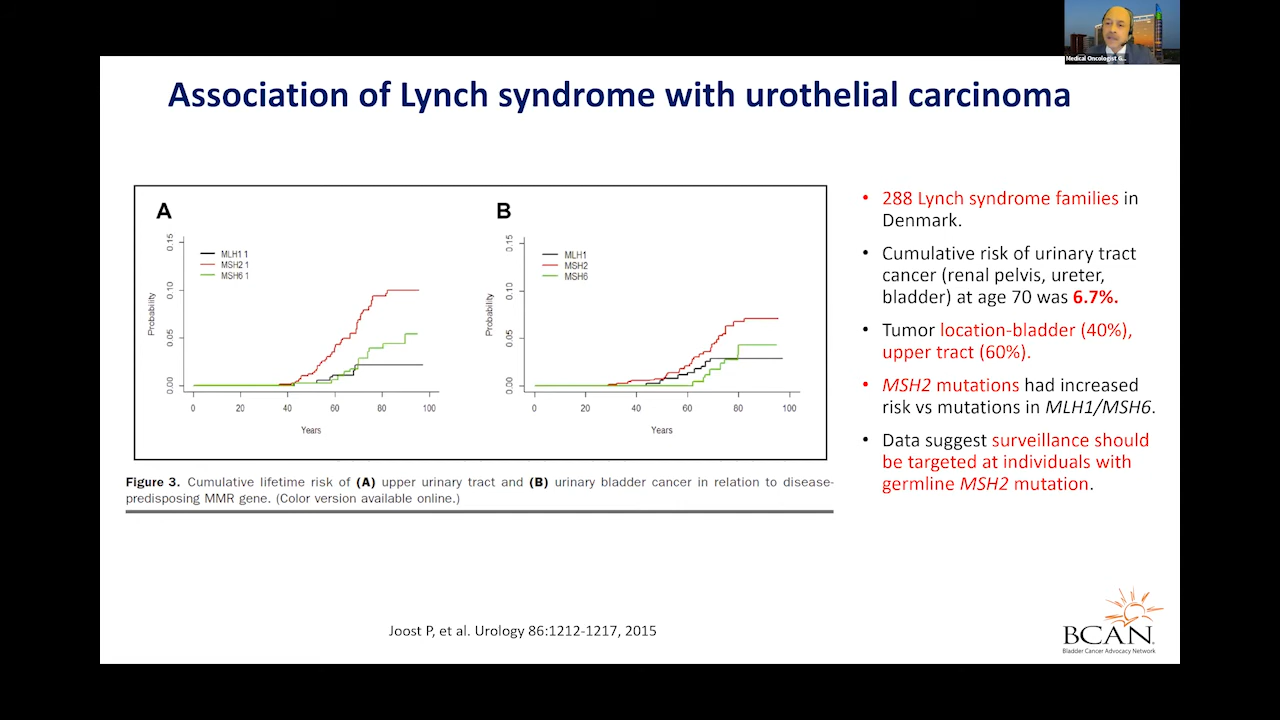 Medical Oncologist G...
Association of Lynch syndrome with urothelial carcinoma
A
0.15
0.10
0.05
0.00
Probability
MLH1 1
MSH2 1
MSH6 1
0 20 40 60 80 100
Years
B
0.15
0.10
0.05
0.00
Probability
MLH1
MSH2
MSH6
0 20 40 60 80 100
Years
Figure 3. Cumulative lifetime risk of (A) upper urinary tract and (B) urinary bladder cancer in relation to disease-
predisposing MMR gene. (Color version available online.)
• 288 Lynch syndrome families in
Denmark.
• Cumulative risk of urinary tract
cancer (renal pelvis, ureter,
bladder) at age 70 was 6.7%.
• Tumor location-bladder (40%),
upper tract (60%).
• MSH2 mutations had increased
risk vs mutations in MLH1/MSH6.
• Data suggest surveillance should
be targeted at individuals with
germline MSH2 mutation.
Joost P, et al. Urology 86:1212-1217, 2015
BCAN
Bladder Cancer Advocacy Network